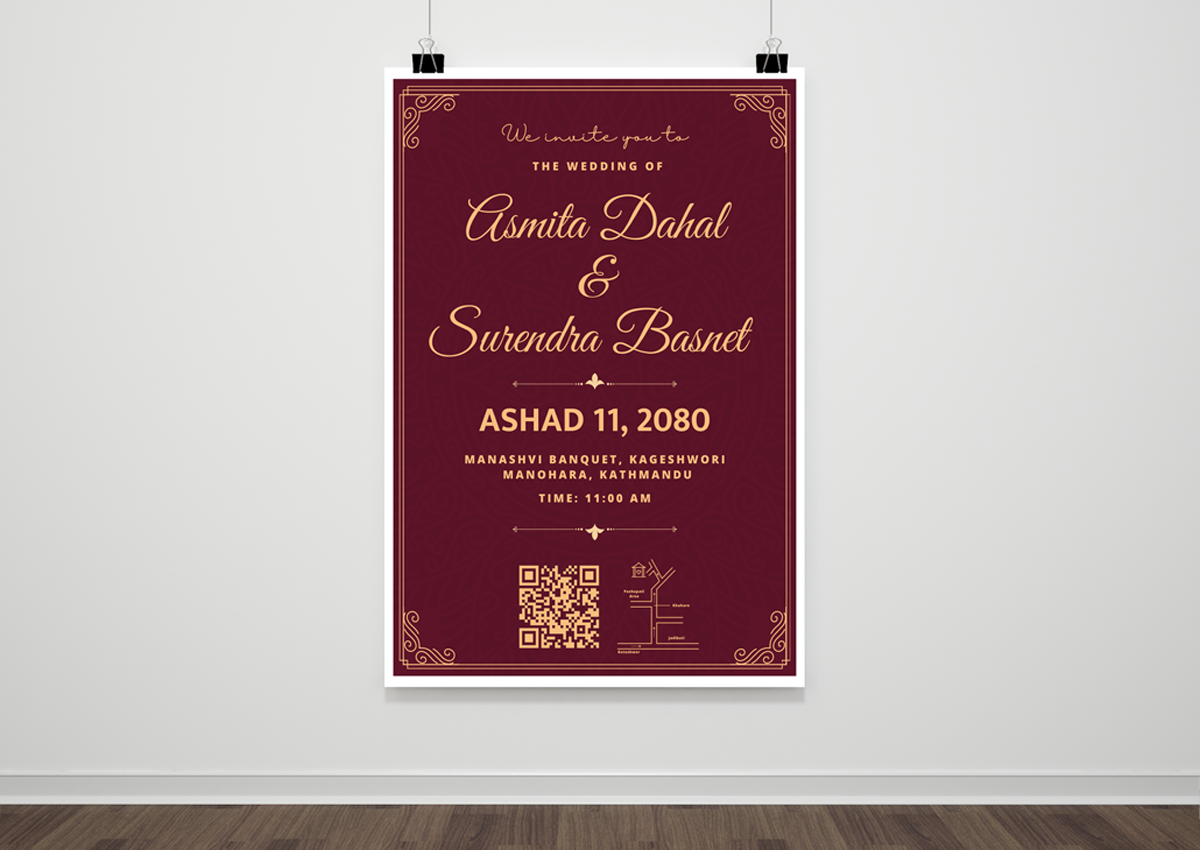 We invite you to
THE WEDDING OF
Asmita Dahal
&
Surendra Basnet
ASHAD 11, 2080
MANASHVI BANQUET, KAGESHWORI
MANOHARA, KATHMANDU
TIME: 11:00 AM
Pashupati
Area
Jadibuti
Koteshwor